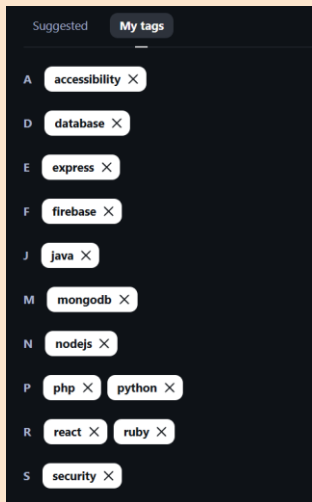 Suggested My tags
A accessibility
D database
E express
F firebase
J java
M mongodb
N nodejs
P php python
R react ruby
S security